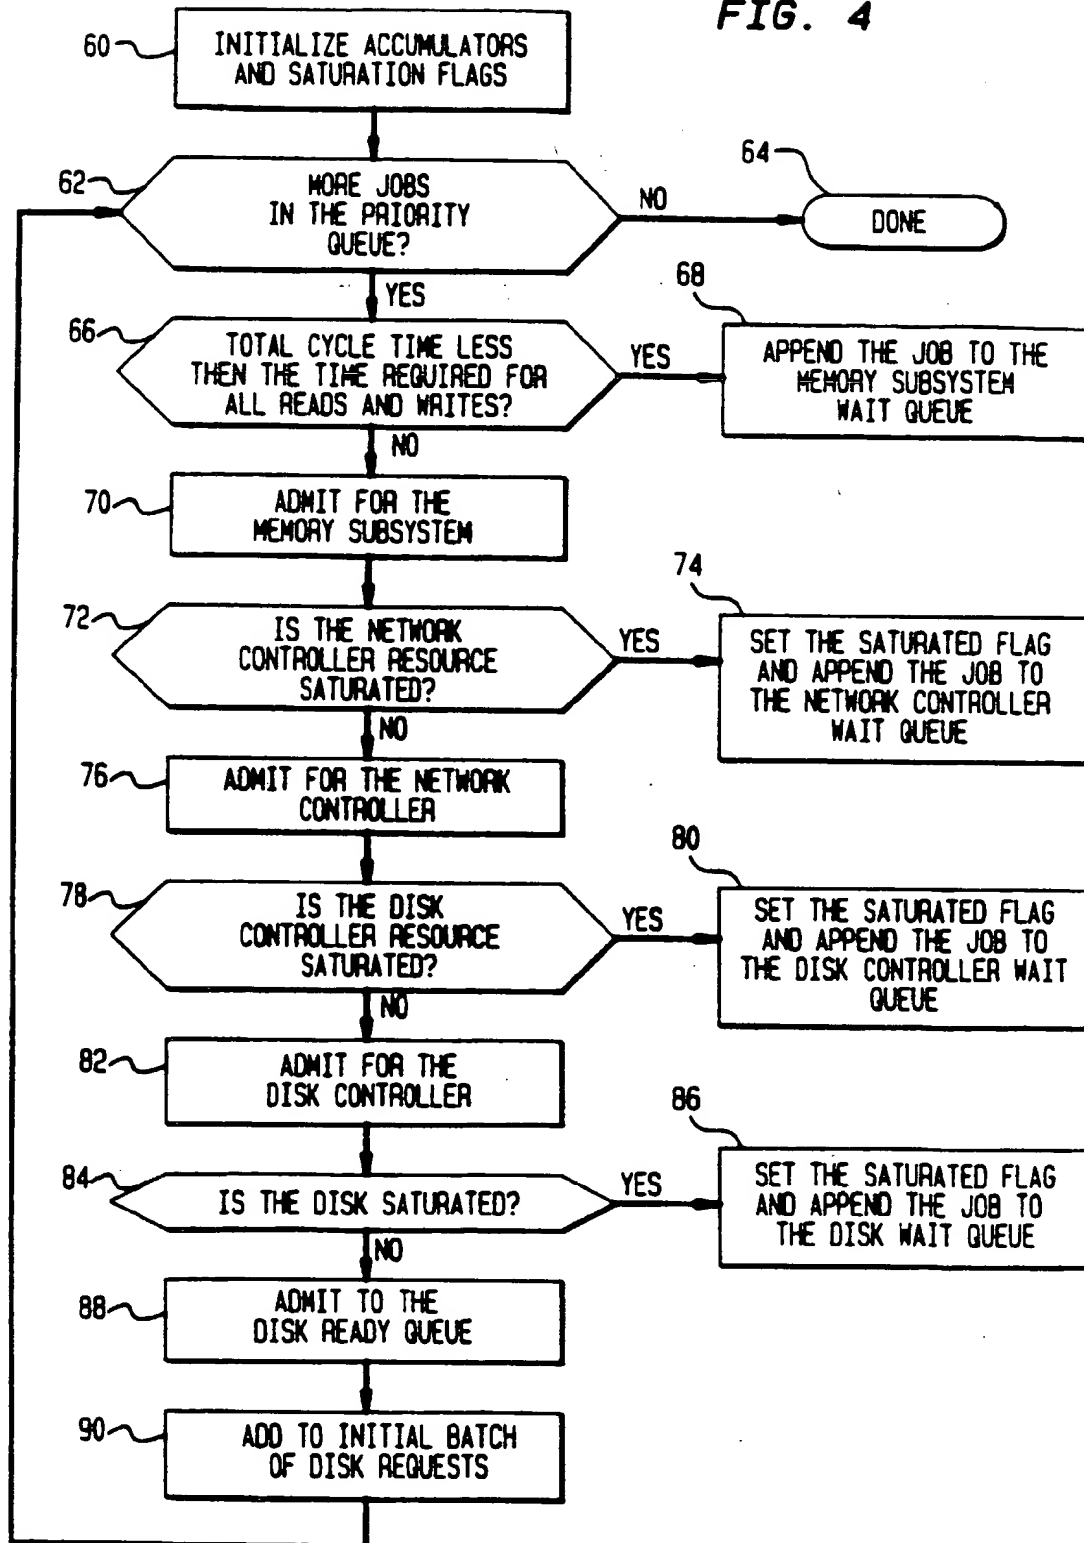 FIG. 4
60
INITIALIZE ACCUMULATORS
AND SATURATION FLAGS
62
MORE JOBS
IN THE PRIORITY
QUEUE?
NO
64
DONE
YES
66
TOTAL CYCLE TIME LESS
THEN THE TIME REQUIRED FOR
ALL READS AND WRITES?
YES
68
APPEND THE JOB TO THE
MEMORY SUBSYSTEM
WAIT QUEUE
NO
70
ADMIT FOR THE
MEMORY SUBSYSTEM
72
IS THE NETWORK
CONTROLLER RESOURCE
SATURATED?
YES
74
SET THE SATURATED FLAG
AND APPEND THE JOB TO
THE NETWORK CONTROLLER
WAIT QUEUE
NO
76
ADMIT FOR THE NETWORK
CONTROLLER
78
IS THE DISK
CONTROLLER RESOURCE
SATURATED?
YES
80
SET THE SATURATED FLAG
AND APPEND THE JOB TO
THE DISK CONTROLLER WAIT
QUEUE
NO
82
ADMIT FOR THE
DISK CONTROLLER
84
IS THE DISK SATURATED?
YES
86
SET THE SATURATED FLAG
AND APPEND THE JOB TO
THE DISK WAIT QUEUE
NO
88
ADMIT TO THE
DISK READY QUEUE
90
ADD TO INITIAL BATCH
OF DISK REQUESTS